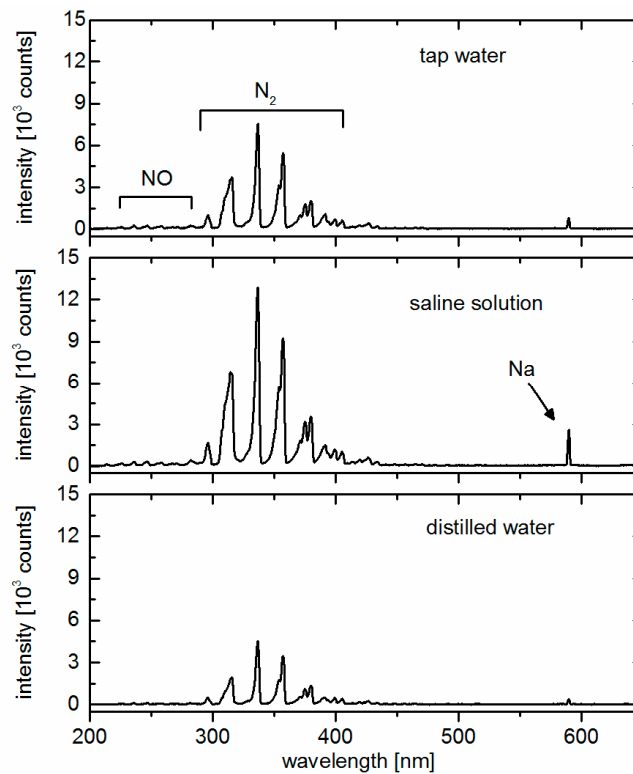 15
tap water
12
N₂
9
6
NO
3
0
intensity [10³ counts]
15
12
saline solution
9
Na
6
3
0
intensity [10³ counts]
15
distilled water
12
9
6
3
0
intensity [10³ counts]
200 300 400 500 600
wavelength [nm]